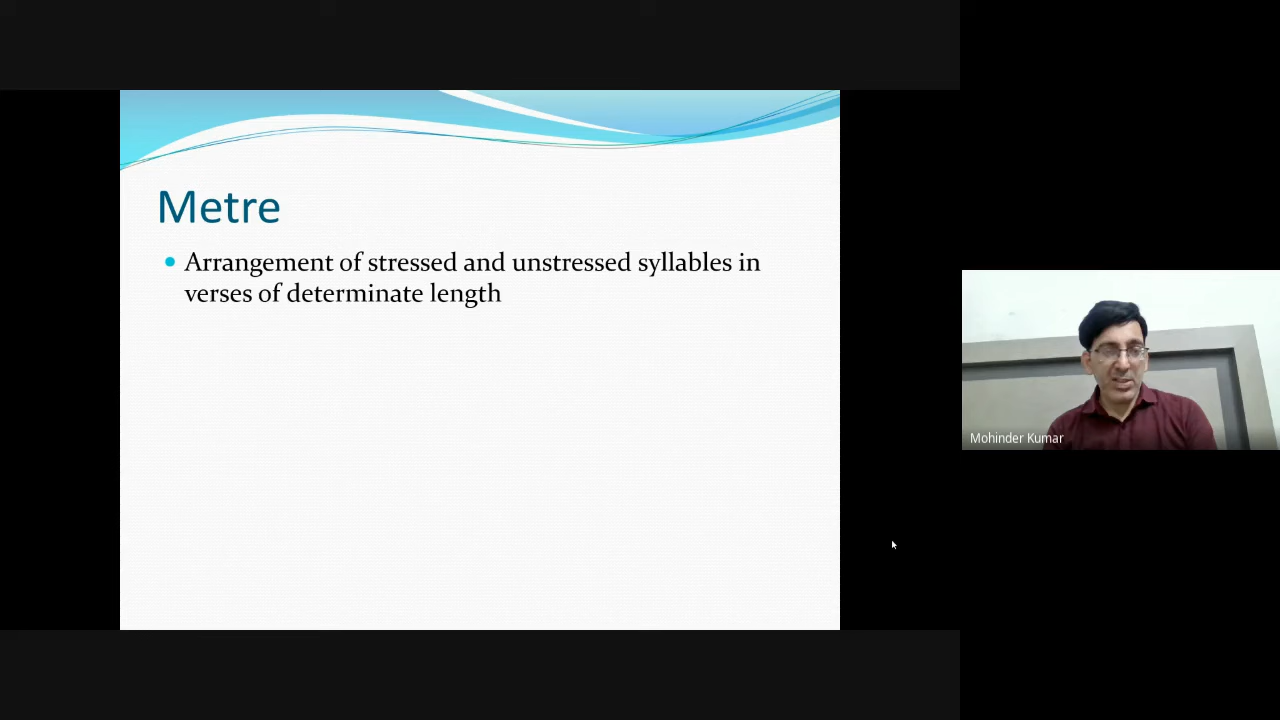 Metre
Arrangement of stressed and unstressed syllables in
verses of determinate length
Mohinder Kumar